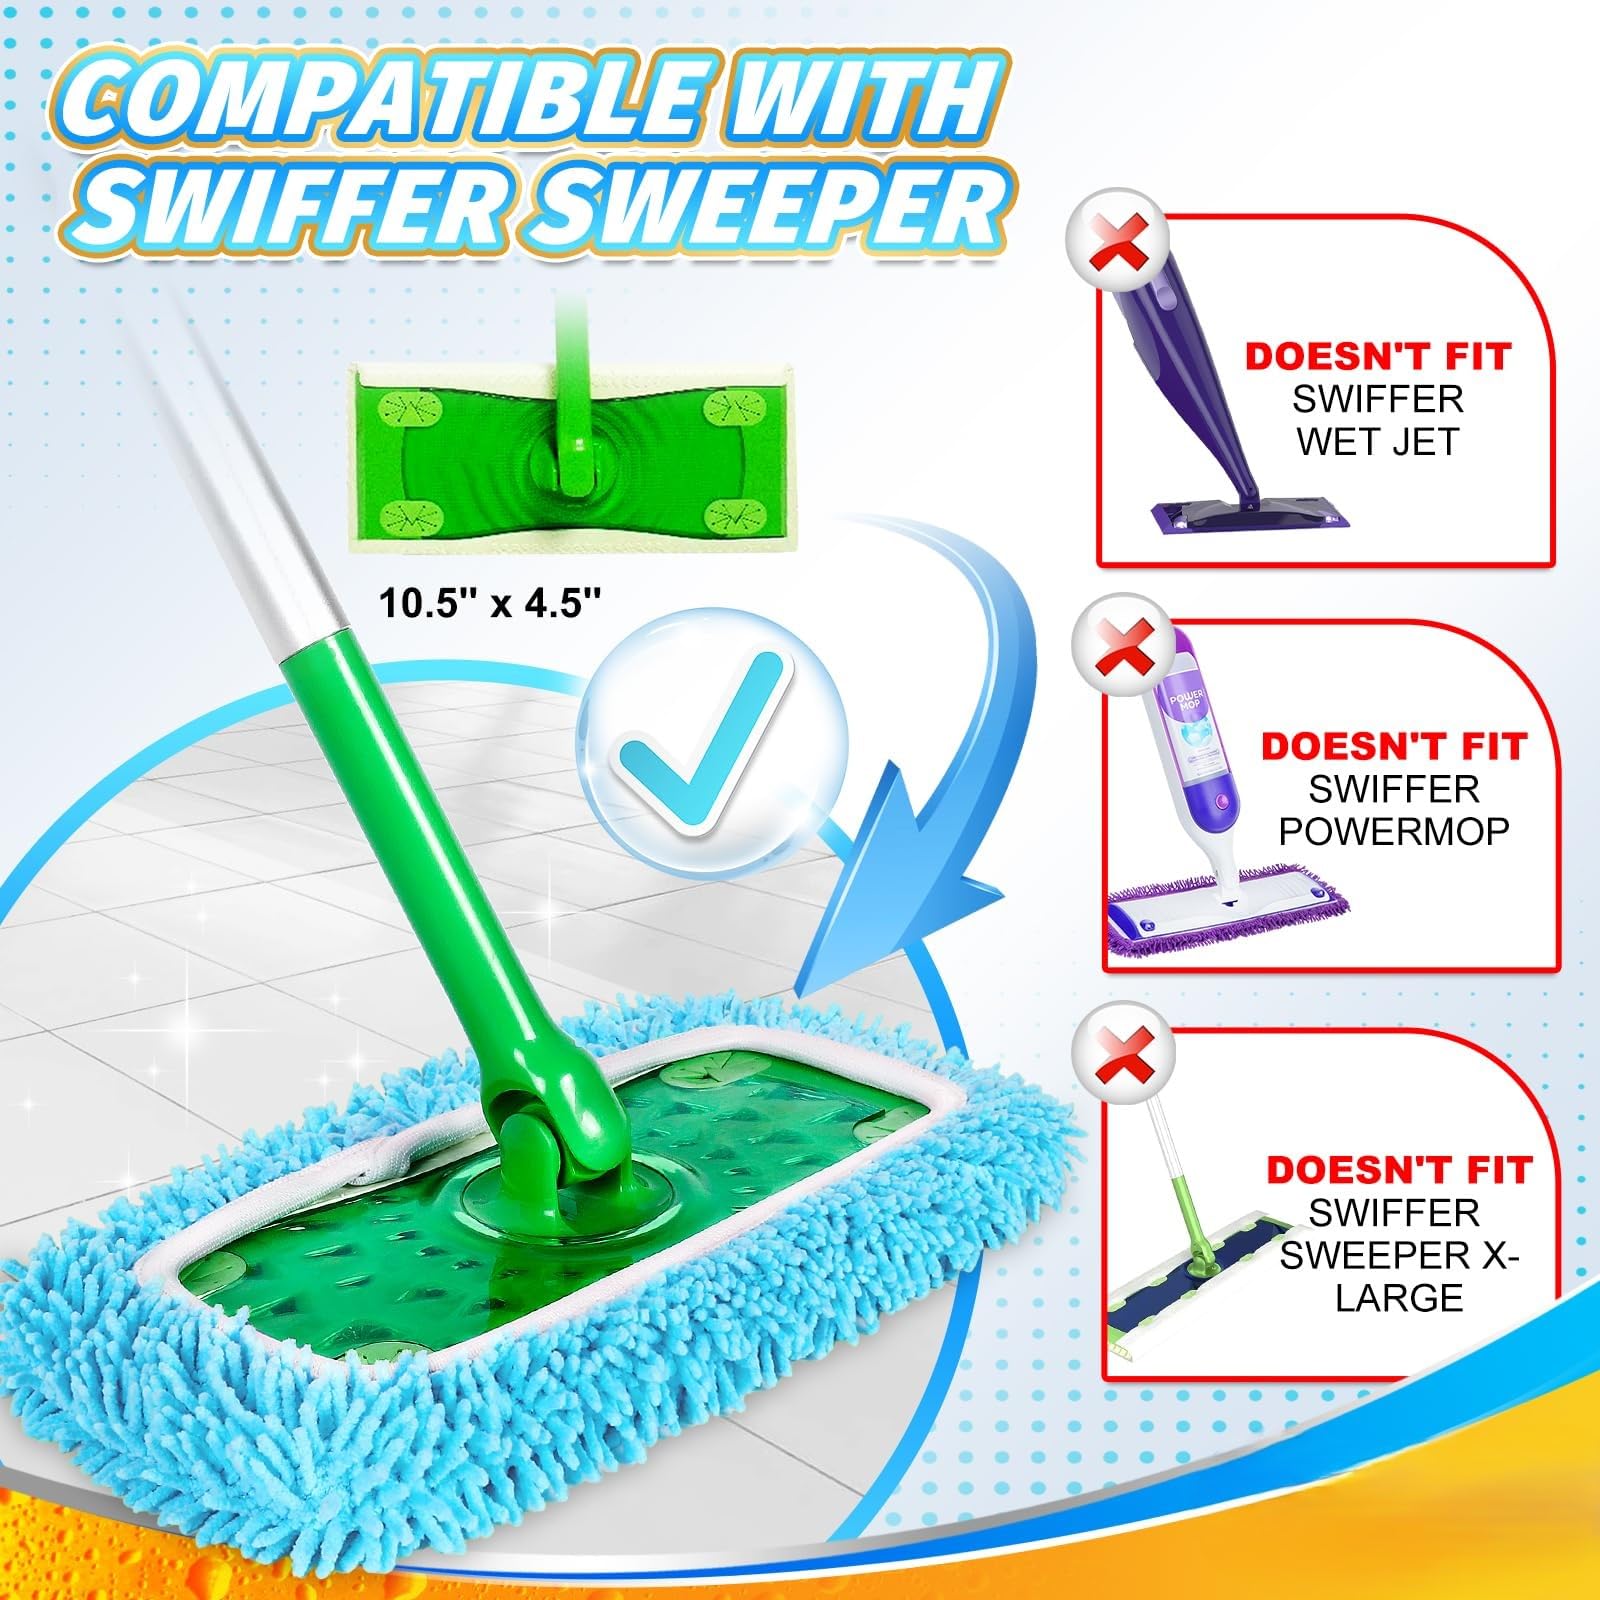 COMPATIBLE WITH
SWIFFER SWEEPER
10.5" x 4.5"
DOESN'T FIT
SWIFFER
WET JET
POWER
MOP
DOESN'T FIT
SWIFFER
POWERMOP
DOESN'T FIT
SWIFFER
SWEEPER X-
LARGE